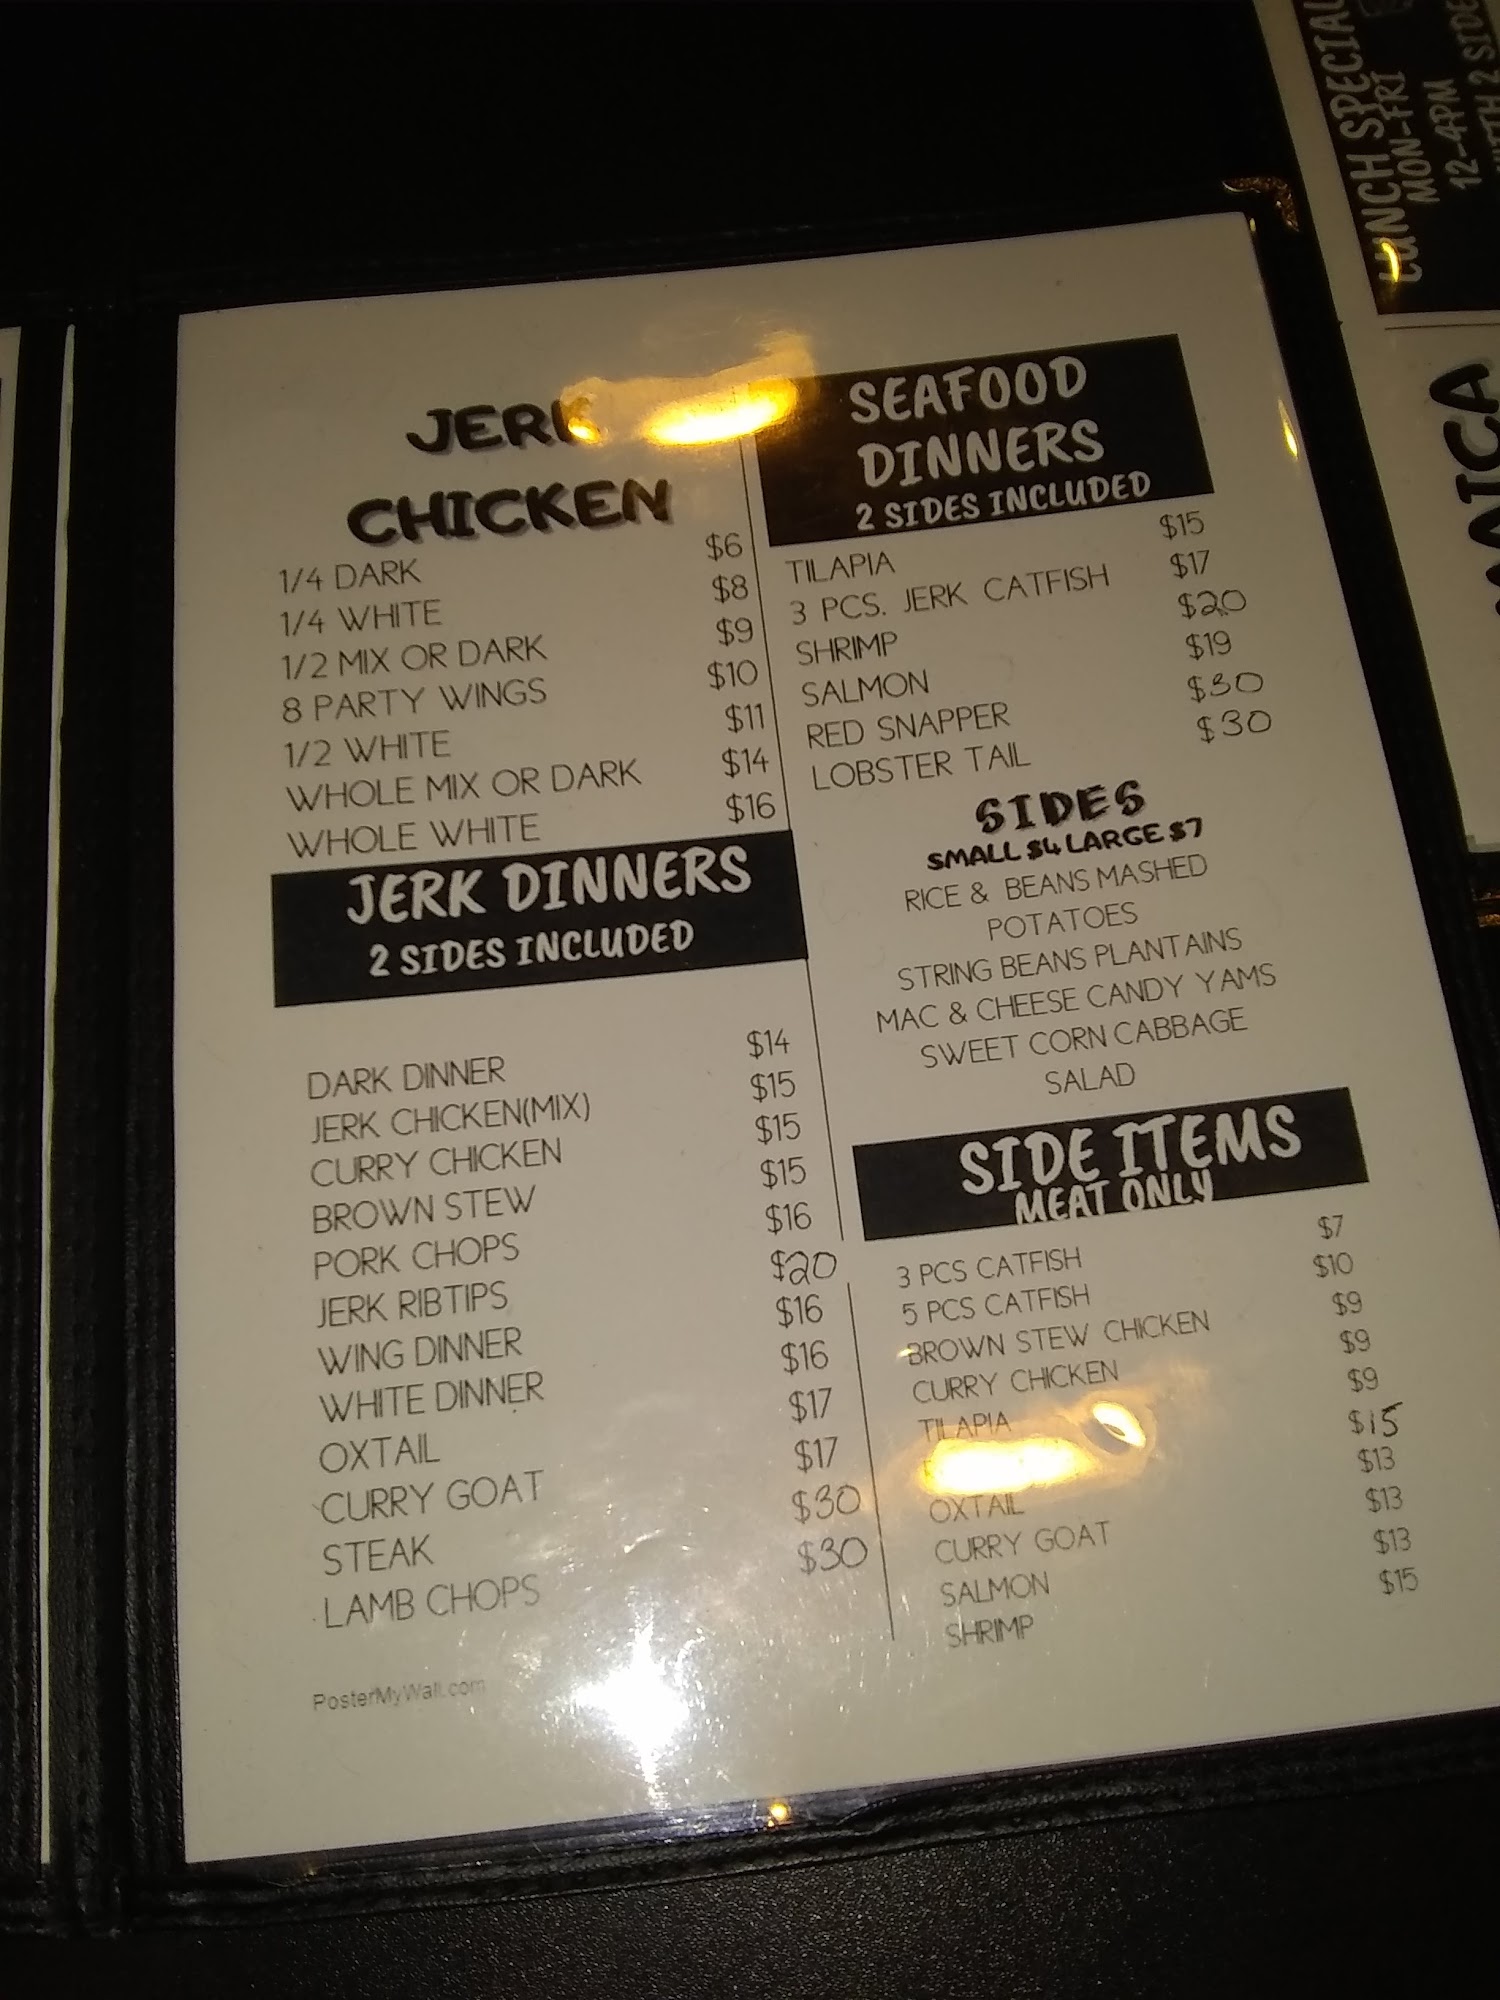 JERK
CHICKEN
1/4 DARK $6
1/4 WHITE $8
1/2 MIX OR DARK $9
8 PARTY WINGS $10
1/2 WHITE $11
WHOLE MIX OR DARK $14
WHOLE WHITE $16
JERK DINNERS
2 SIDES INCLUDED
DARK DINNER $14
JERK CHICKEN(MIX) $15
CURRY CHICKEN $15
BROWN STEW $15
PORK CHOPS $16
JERK RIBTIPS $20
WING DINNER $16
WHITE DINNER $16
OXTAIL $17
CURRY GOAT $17
STEAK $30
LAMB CHOPS $30
PosterMyWall.com
SEAFOOD
DINNERS
2 SIDES INCLUDED
TILAPIA $15
3 PCS. JERK CATFISH $17
SHRIMP $20
SALMON $19
RED SNAPPER $30
LOBSTER TAIL $30
SIDES
SMALL $4 LARGE $7
RICE & BEANS MASHED
POTATOES
STRING BEANS PLANTAINS
MAC & CHEESE CANDY YAMS
SWEET CORN CABBAGE
SALAD
SIDE ITEMS
MEAT ONLY
3 PCS CATFISH $7
5 PCS CATFISH $10
BROWN STEW CHICKEN $9
CURRY CHICKEN $9
TILAPIA $9
$15
OXTAIL $13
CURRY GOAT $13
SALMON $13
SHRIMP $15
LUNCH SPECIAL
MON-FRI
12-4PM
WITH 2 SIDE